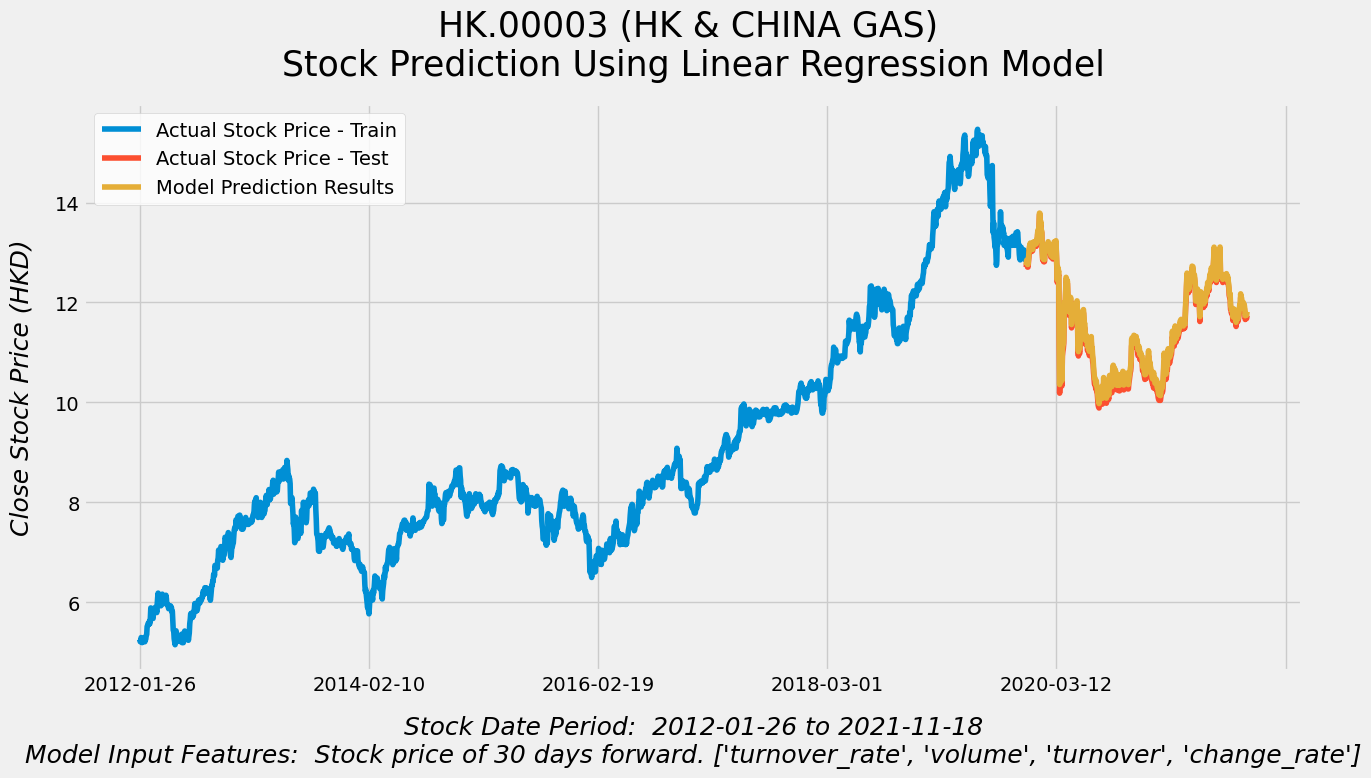 HK.00003 (HK & CHINA GAS)
Stock Prediction Using Linear Regression Model
Actual Stock Price - Train
Actual Stock Price - Test
Model Prediction Results
Close Stock Price (HKD)
14
12
10
8
6
2012-01-26 2014-02-10 2016-02-19 2018-03-01 2020-03-12
Stock Date Period:  2012-01-26 to 2021-11-18
Model Input Features:  Stock price of 30 days forward. ['turnover_rate', 'volume', 'turnover', 'change_rate']